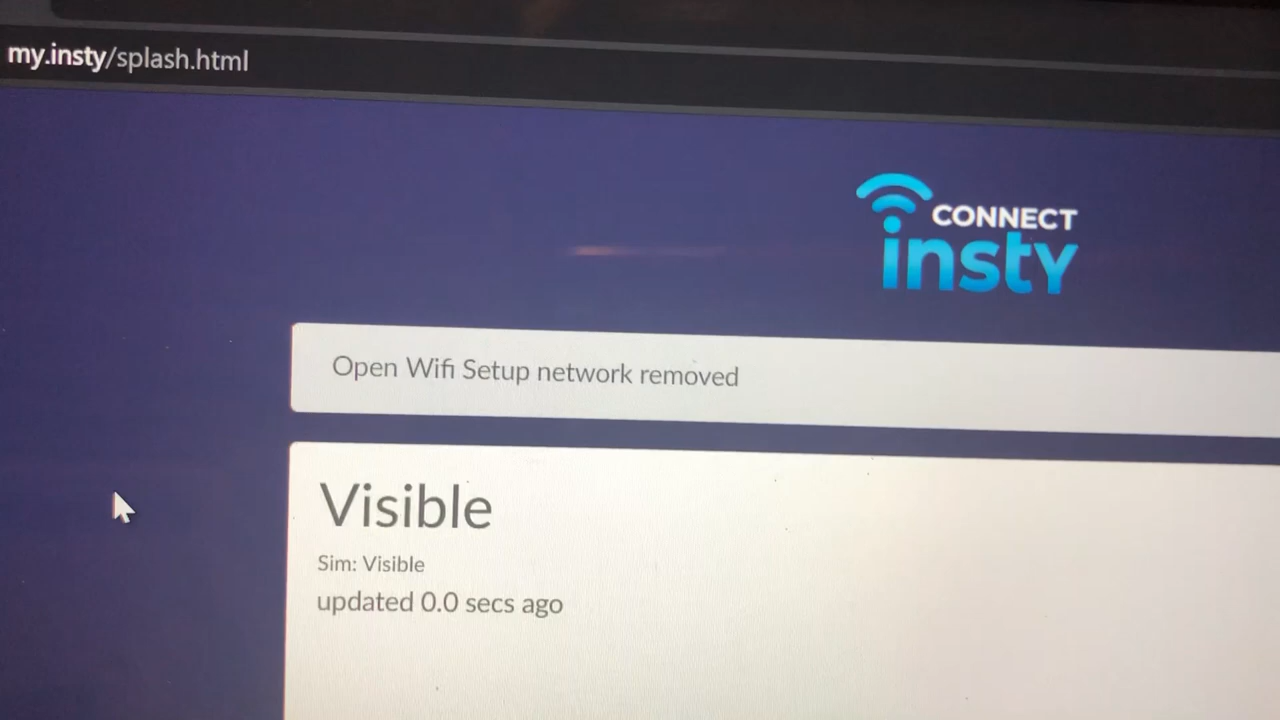 my.insty/splash.html
CONNECT
insty
Open Wifi Setup network removed
Visible
Sim: Visible
updated 0.0 secs ago